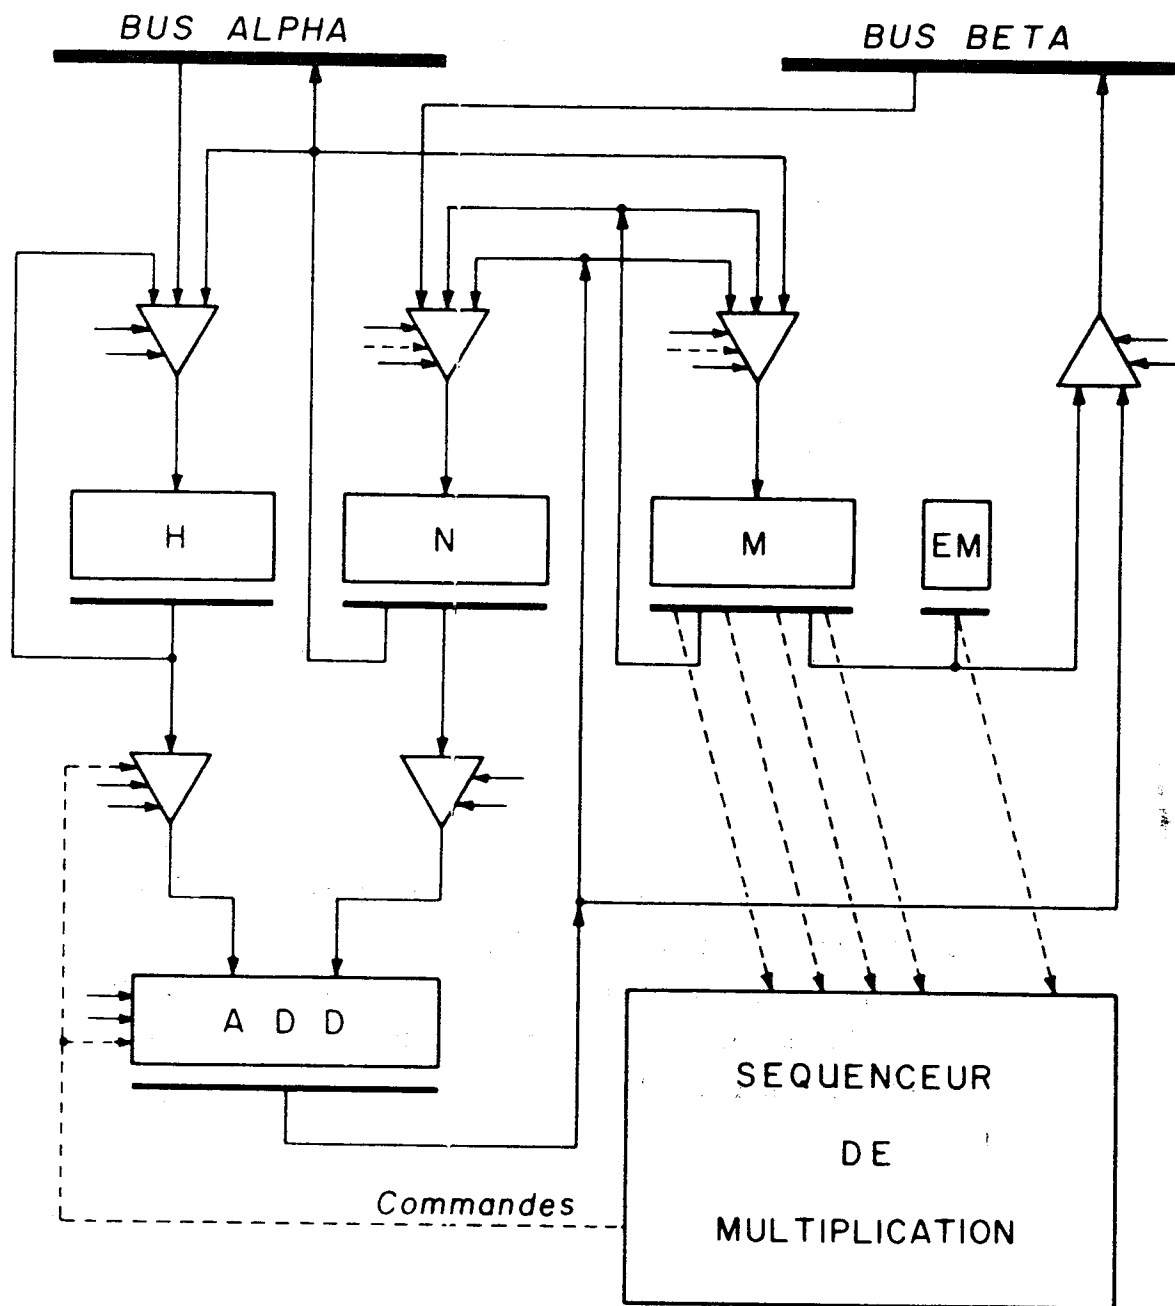 BUS ALPHA
BUS BETA
H
N
M
EM
A D D
SEQUENCEUR
DE
MULTIPLICATION
Commandes